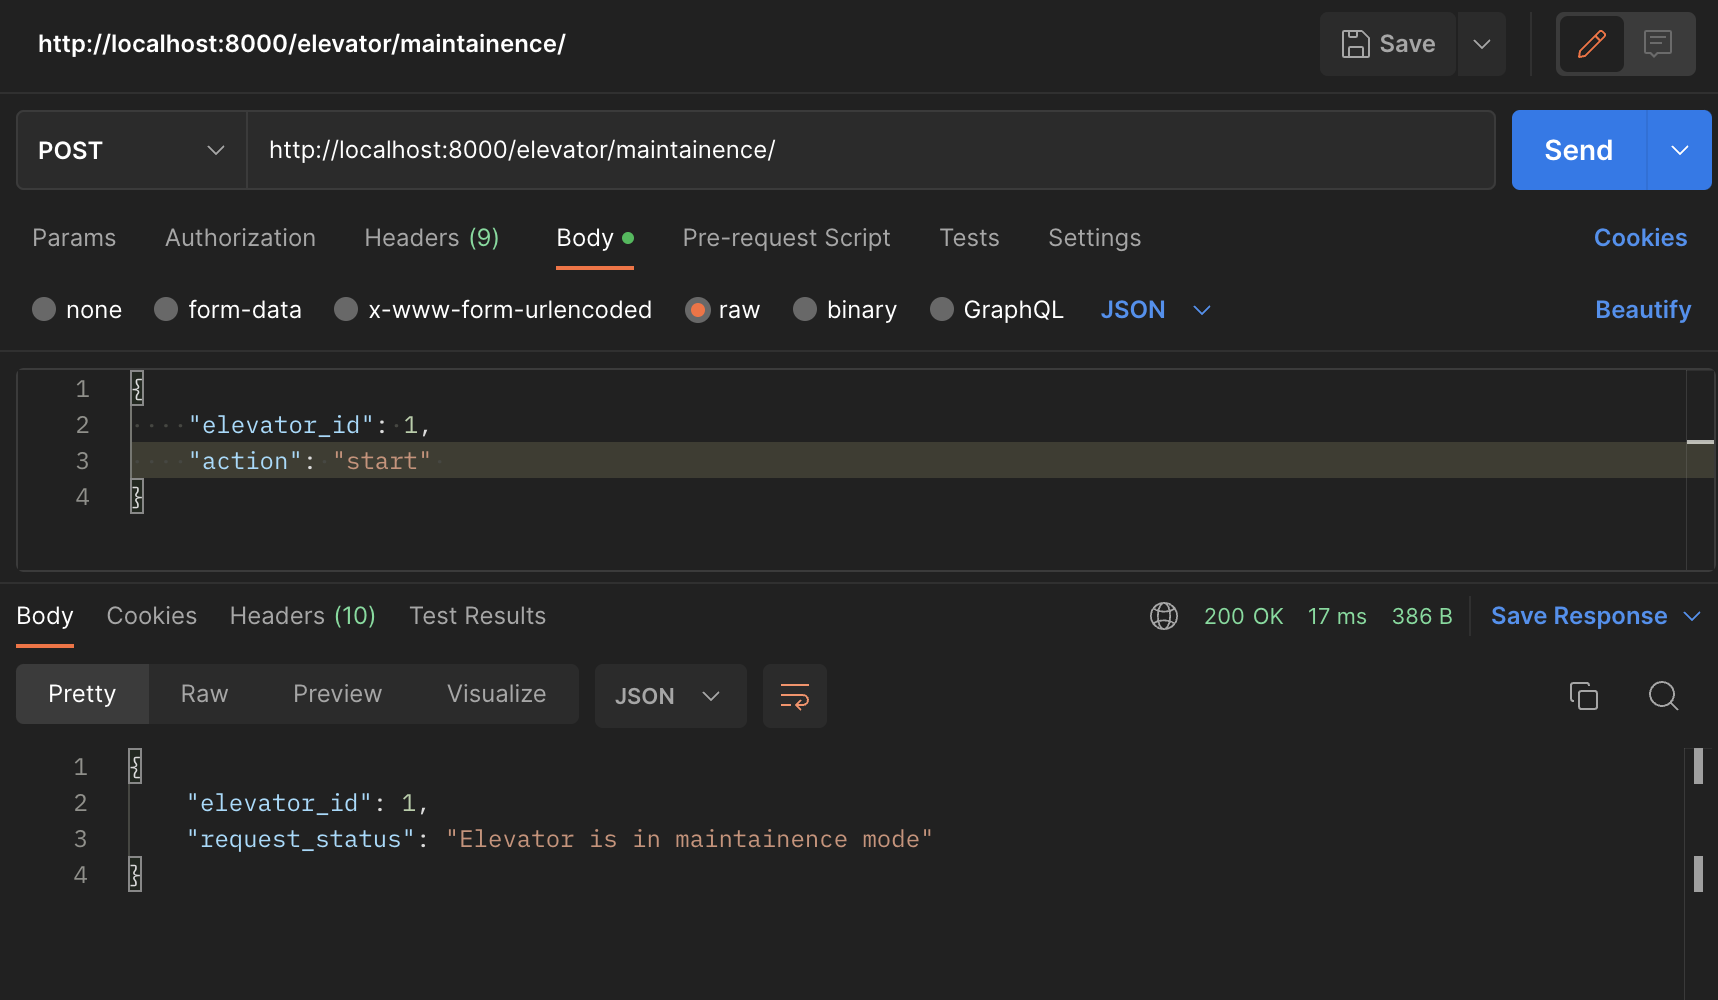 http://localhost:8000/elevator/maintainence/
Save
POST
http://localhost:8000/elevator/maintainence/
Send
Params Authorization Headers (9) Body Pre-request Script Tests Settings Cookies
none form-data x-www-form-urlencoded raw binary GraphQL JSON Beautify
1 {
2 "elevator_id": 1,
3 "action": "start"
4 }
Body Cookies Headers (10) Test Results 200 OK 17 ms 386 B Save Response
Pretty Raw Preview Visualize JSON
1 {
2 "elevator_id": 1,
3 "request_status": "Elevator is in maintainence mode"
4 }